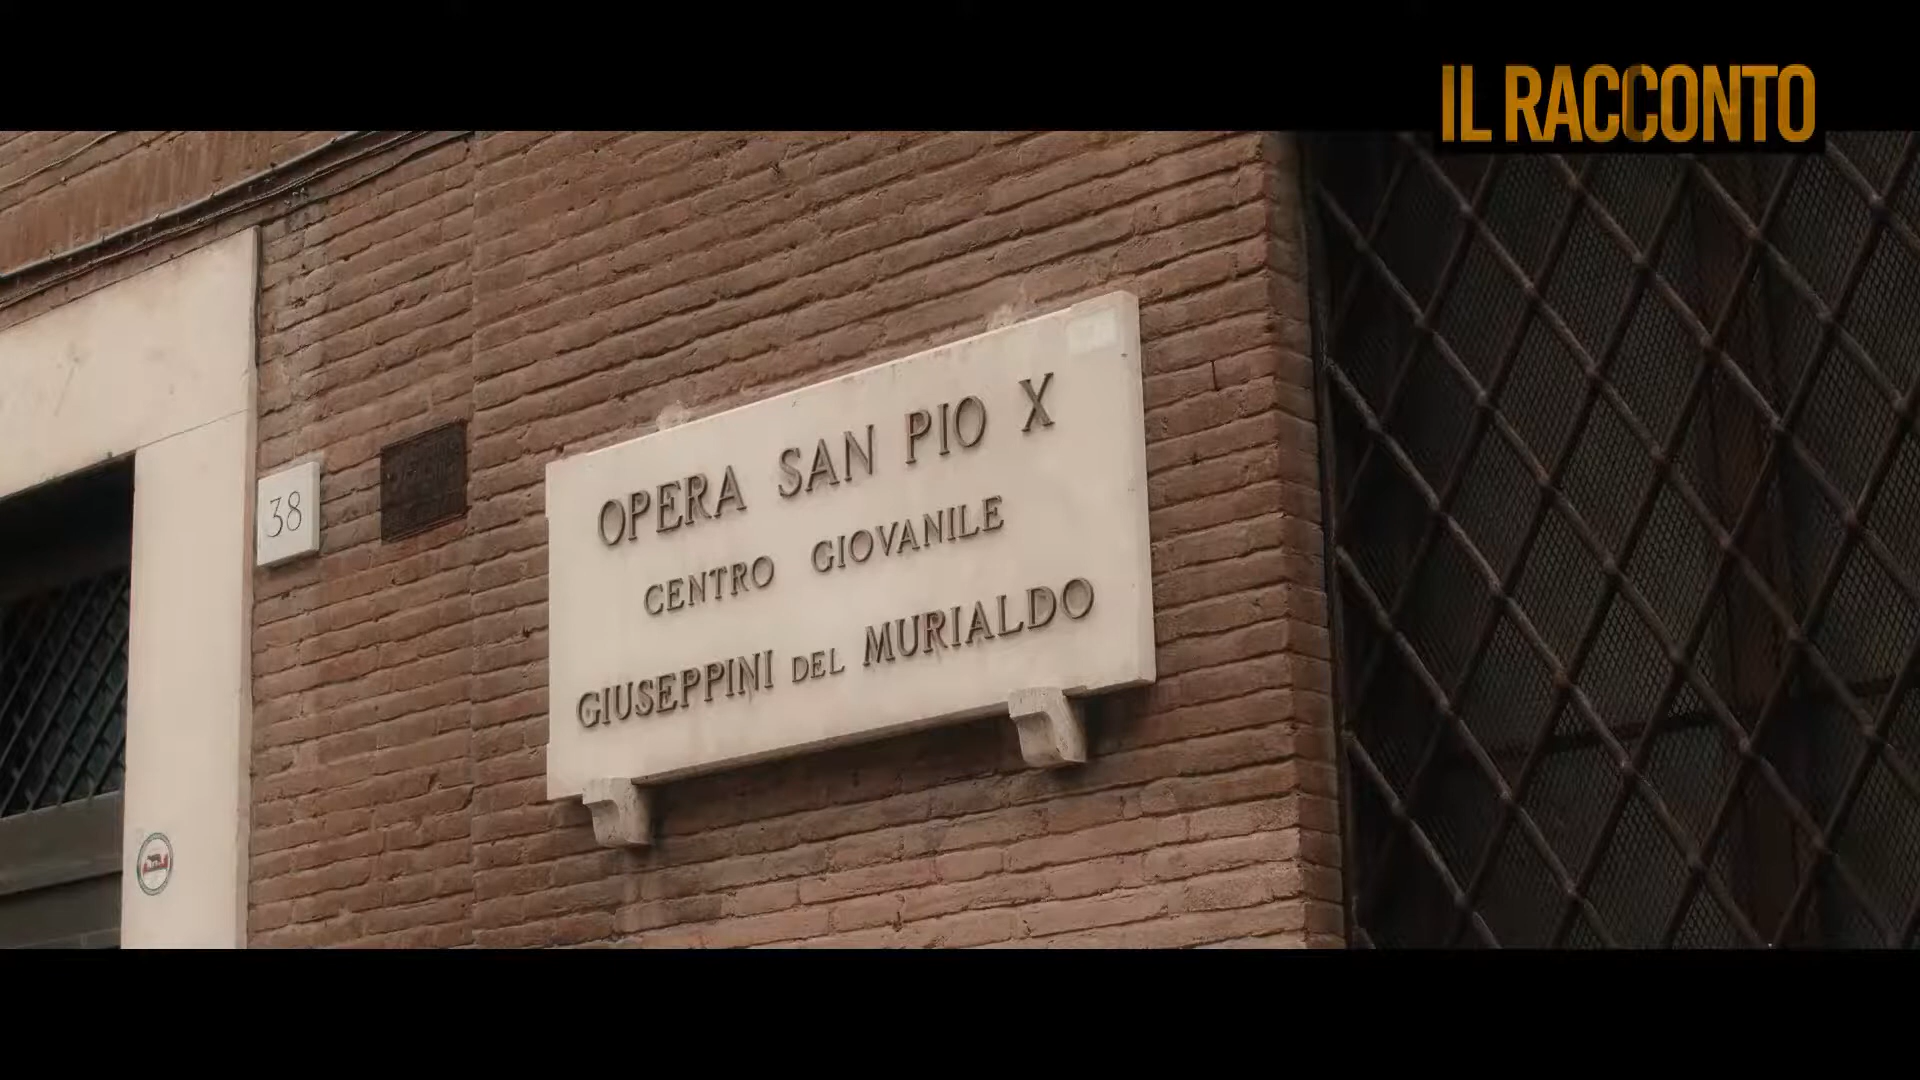 IL RACCONTO
38
OPERA SAN PIO X
CENTRO GIOVANILE
GIUSEPPINI DEL MURIALDO